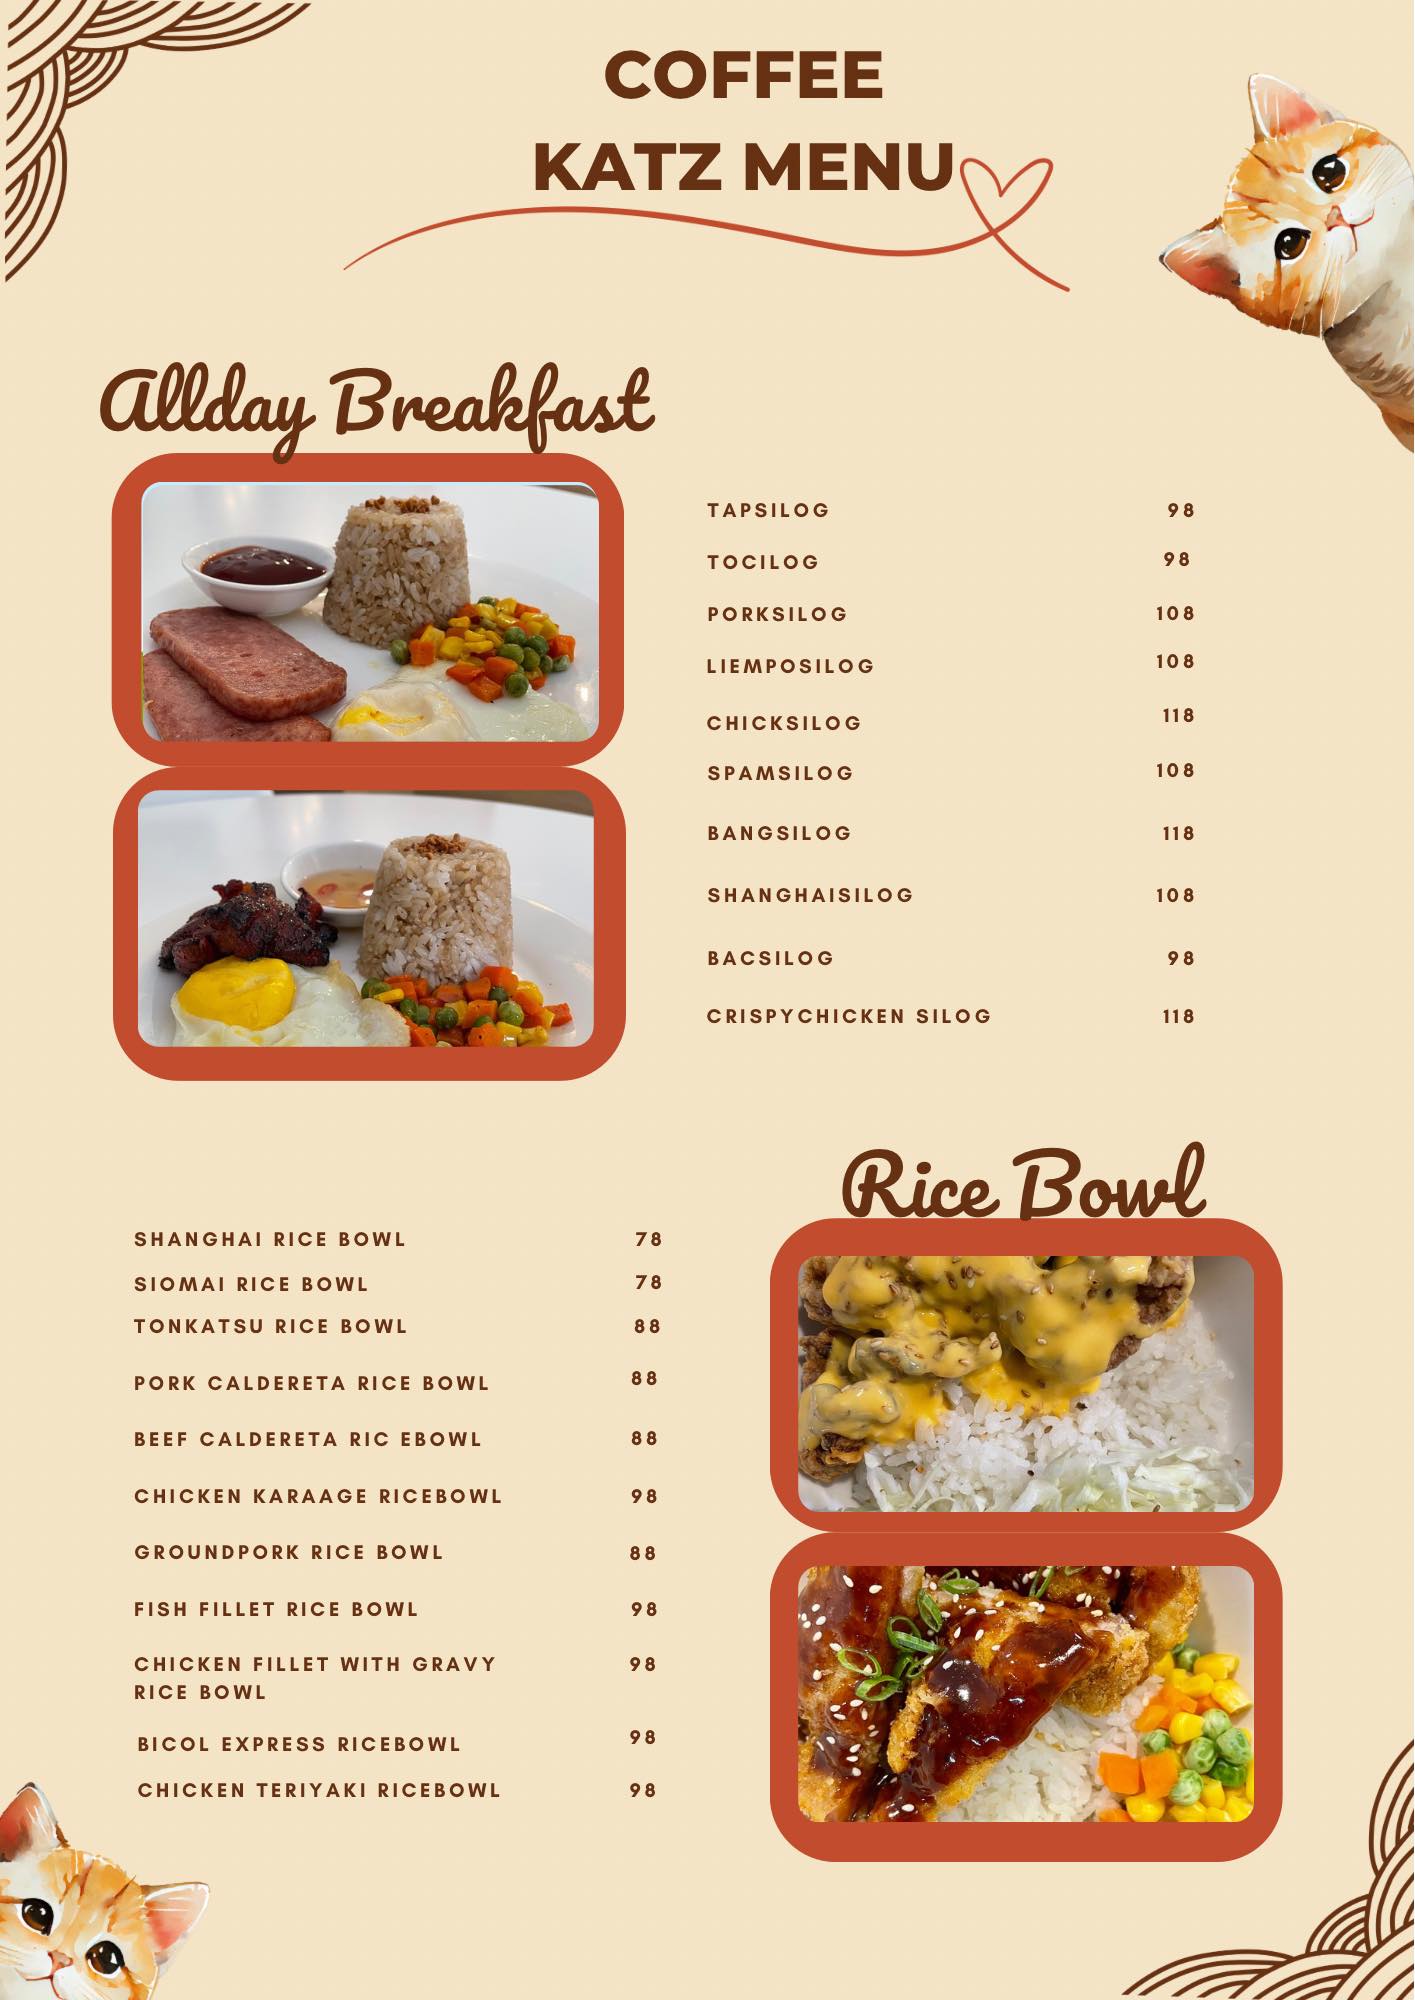 COFFEE
KATZ MENU
Allday Breakfast
TAPSILOG 98
TOCILOG 98
PORKSILOG 108
LIEMPOSILOG 108
CHICKSILOG 118
SPAMSILOG 108
BANGSILOG 118
SHANGHAISILOG 108
BACSILOG 98
CRISPYCHICKEN SILOG 118
Rice Bowl
SHANGHAI RICE BOWL 78
SIOMAI RICE BOWL 78
TONKATSU RICE BOWL 88
PORK CALDERETA RICE BOWL 88
BEEF CALDERETA RIC EBOWL 88
CHICKEN KARAAGE RICEBOWL 98
GROUNDPORK RICE BOWL 88
FISH FILLET RICE BOWL 98
CHICKEN FILLET WITH GRAVY 98
RICE BOWL
BICOL EXPRESS RICEBOWL 98
CHICKEN TERIYAKI RICEBOWL 98